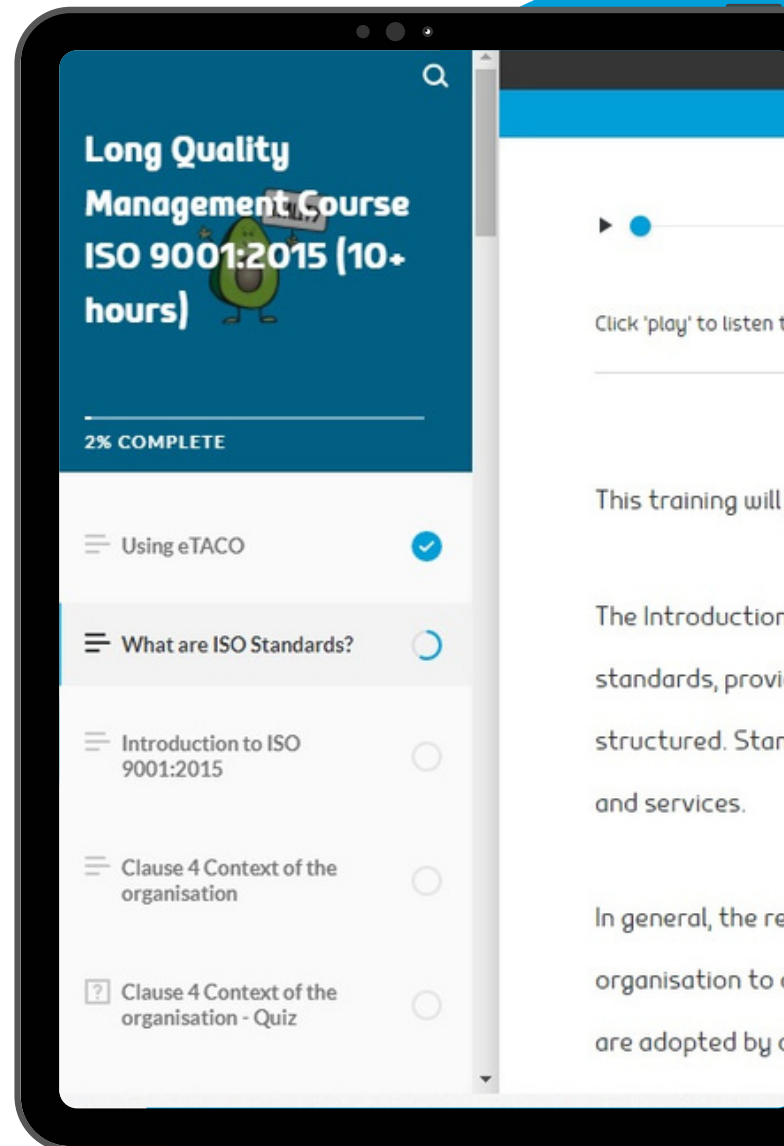 Long Quality
Management Course
ISO 9001:2015 (10+
hours)
2% COMPLETE
Using eTACO
What are ISO Standards?
Introduction to ISO
9001:2015
Clause 4 Context of the
organisation
Clause 4 Context of the
organisation - Quiz
Click 'play' to listen t
This training will
The Introduction
standards, provi
structured. Stan
and services.
In general, the re
organisation to
are adopted by